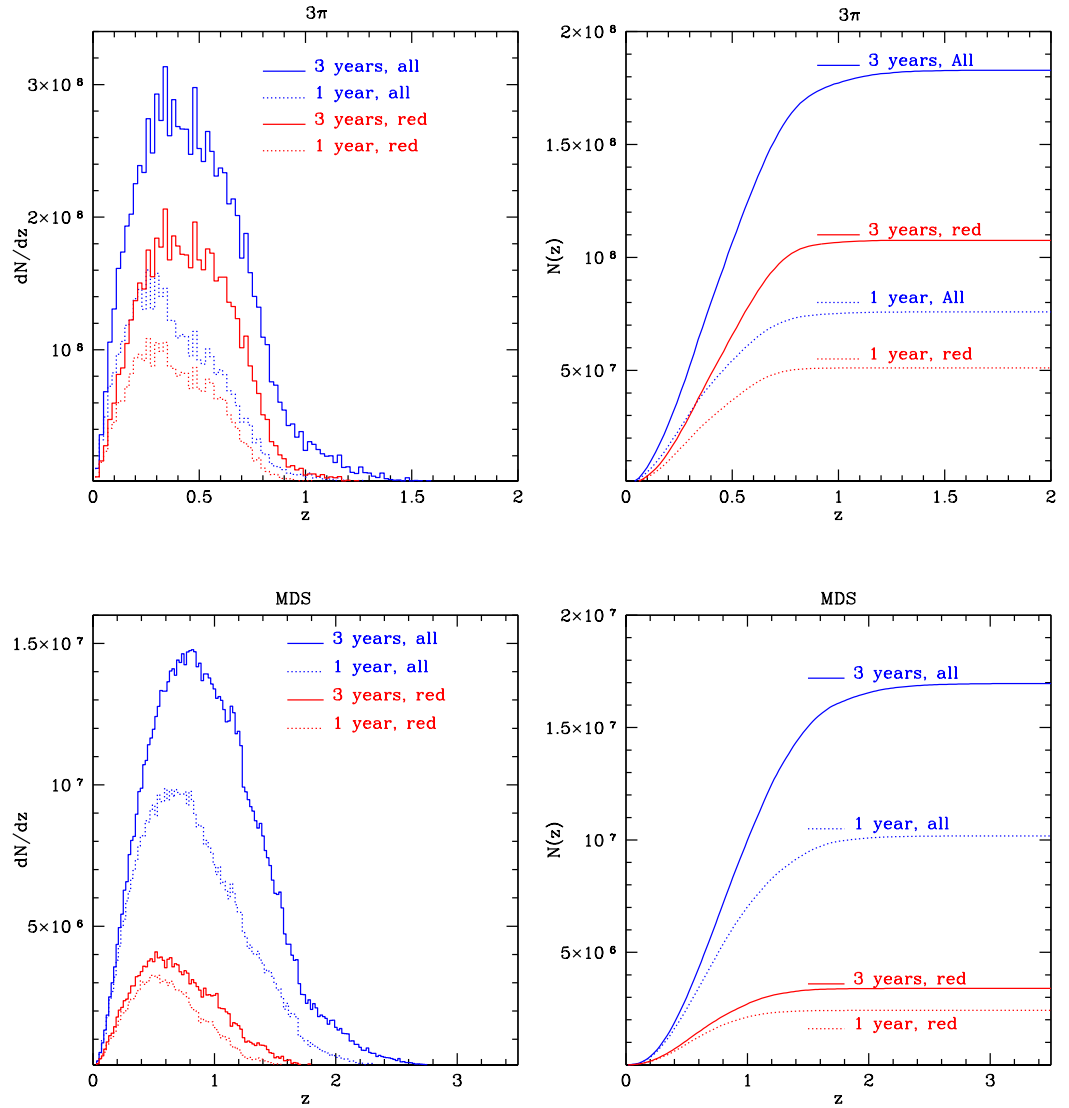 3π
dN/dz
3×10⁸
2×10⁸
10⁸
3 years, all
1 year, all
3 years, red
1 year, red
0 0.5 1 1.5 2
z
3π
N(z)
2×10⁸
1.5×10⁸
10⁸
5×10⁷
0
3 years, All
3 years, red
1 year, All
1 year, red
0 0.5 1 1.5 2
z
MDS
dN/dz
1.5×10⁷
10⁷
5×10⁶
3 years, all
1 year, all
3 years, red
1 year, red
0 1 2 3
z
MDS
N(z)
2×10⁷
1.5×10⁷
10⁷
5×10⁶
0
3 years, all
1 year, all
3 years, red
1 year, red
0 1 2 3
z